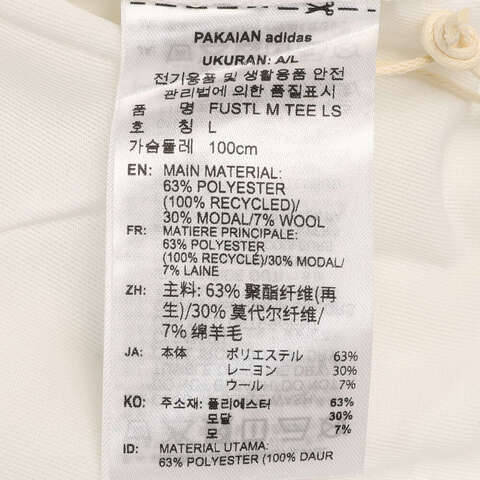 PAKAIAN adidas
UKURAN: A/L
전기용품 및 생활용품 안전
관리법에 의한 품질표시
품 명 FUSTL M TEE LS
호 칭 L
가슴둘레 100cm
EN: MAIN MATERIAL:
63% POLYESTER
(100% RECYCLED)/
30% MODAL/7% WOOL
FR: MATIERE PRINCIPALE:
63% POLYESTER
(100% RECYCLÉ)/30% MODAL/
7% LAINE
ZH: 主料: 63% 聚酯纤维(再
生)/30% 莫代尔纤维/
7% 绵羊毛
JA: 本体 ポリエステル 63%
レーヨン 30%
ウール 7%
KO: 주소재: 폴리에스터 63%
모달 30%
모 7%
ID: MATERIAL UTAMA:
63% POLYESTER (100% DAUR